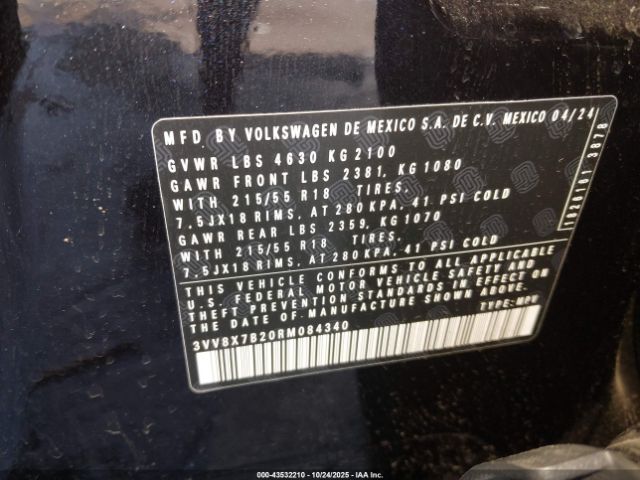 MFD BY VOLKSWAGEN DE MEXICO S.A. DE C.V. MEXICO 04/24
GVWR LBS 4630 KG 2100
GAWR FRONT LBS 2381, KG 1080
WITH 215/55 R18 TIRES,
7,5JX18 RIMS, AT 280 KPA, 41 PSI COLD
GAWR REAR LBS 2359, KG 1070
WITH 215/55 R18 TIRES,
7,5JX18 RIMS, AT 280 KPA, 41 PSI COLD
THIS VEHICLE CONFORMS TO ALL APPLICABLE
U.S. FEDERAL MOTOR VEHICLE SAFETY AND
THEFT PREVENTION STANDARDS IN EFFECT ON
THE DATE OF MANUFACTURE SHOWN ABOVE.
3VV8X7B20RM084340 TYPE: MPV
000-43532210 - 10/24/2025 - IAA Inc.